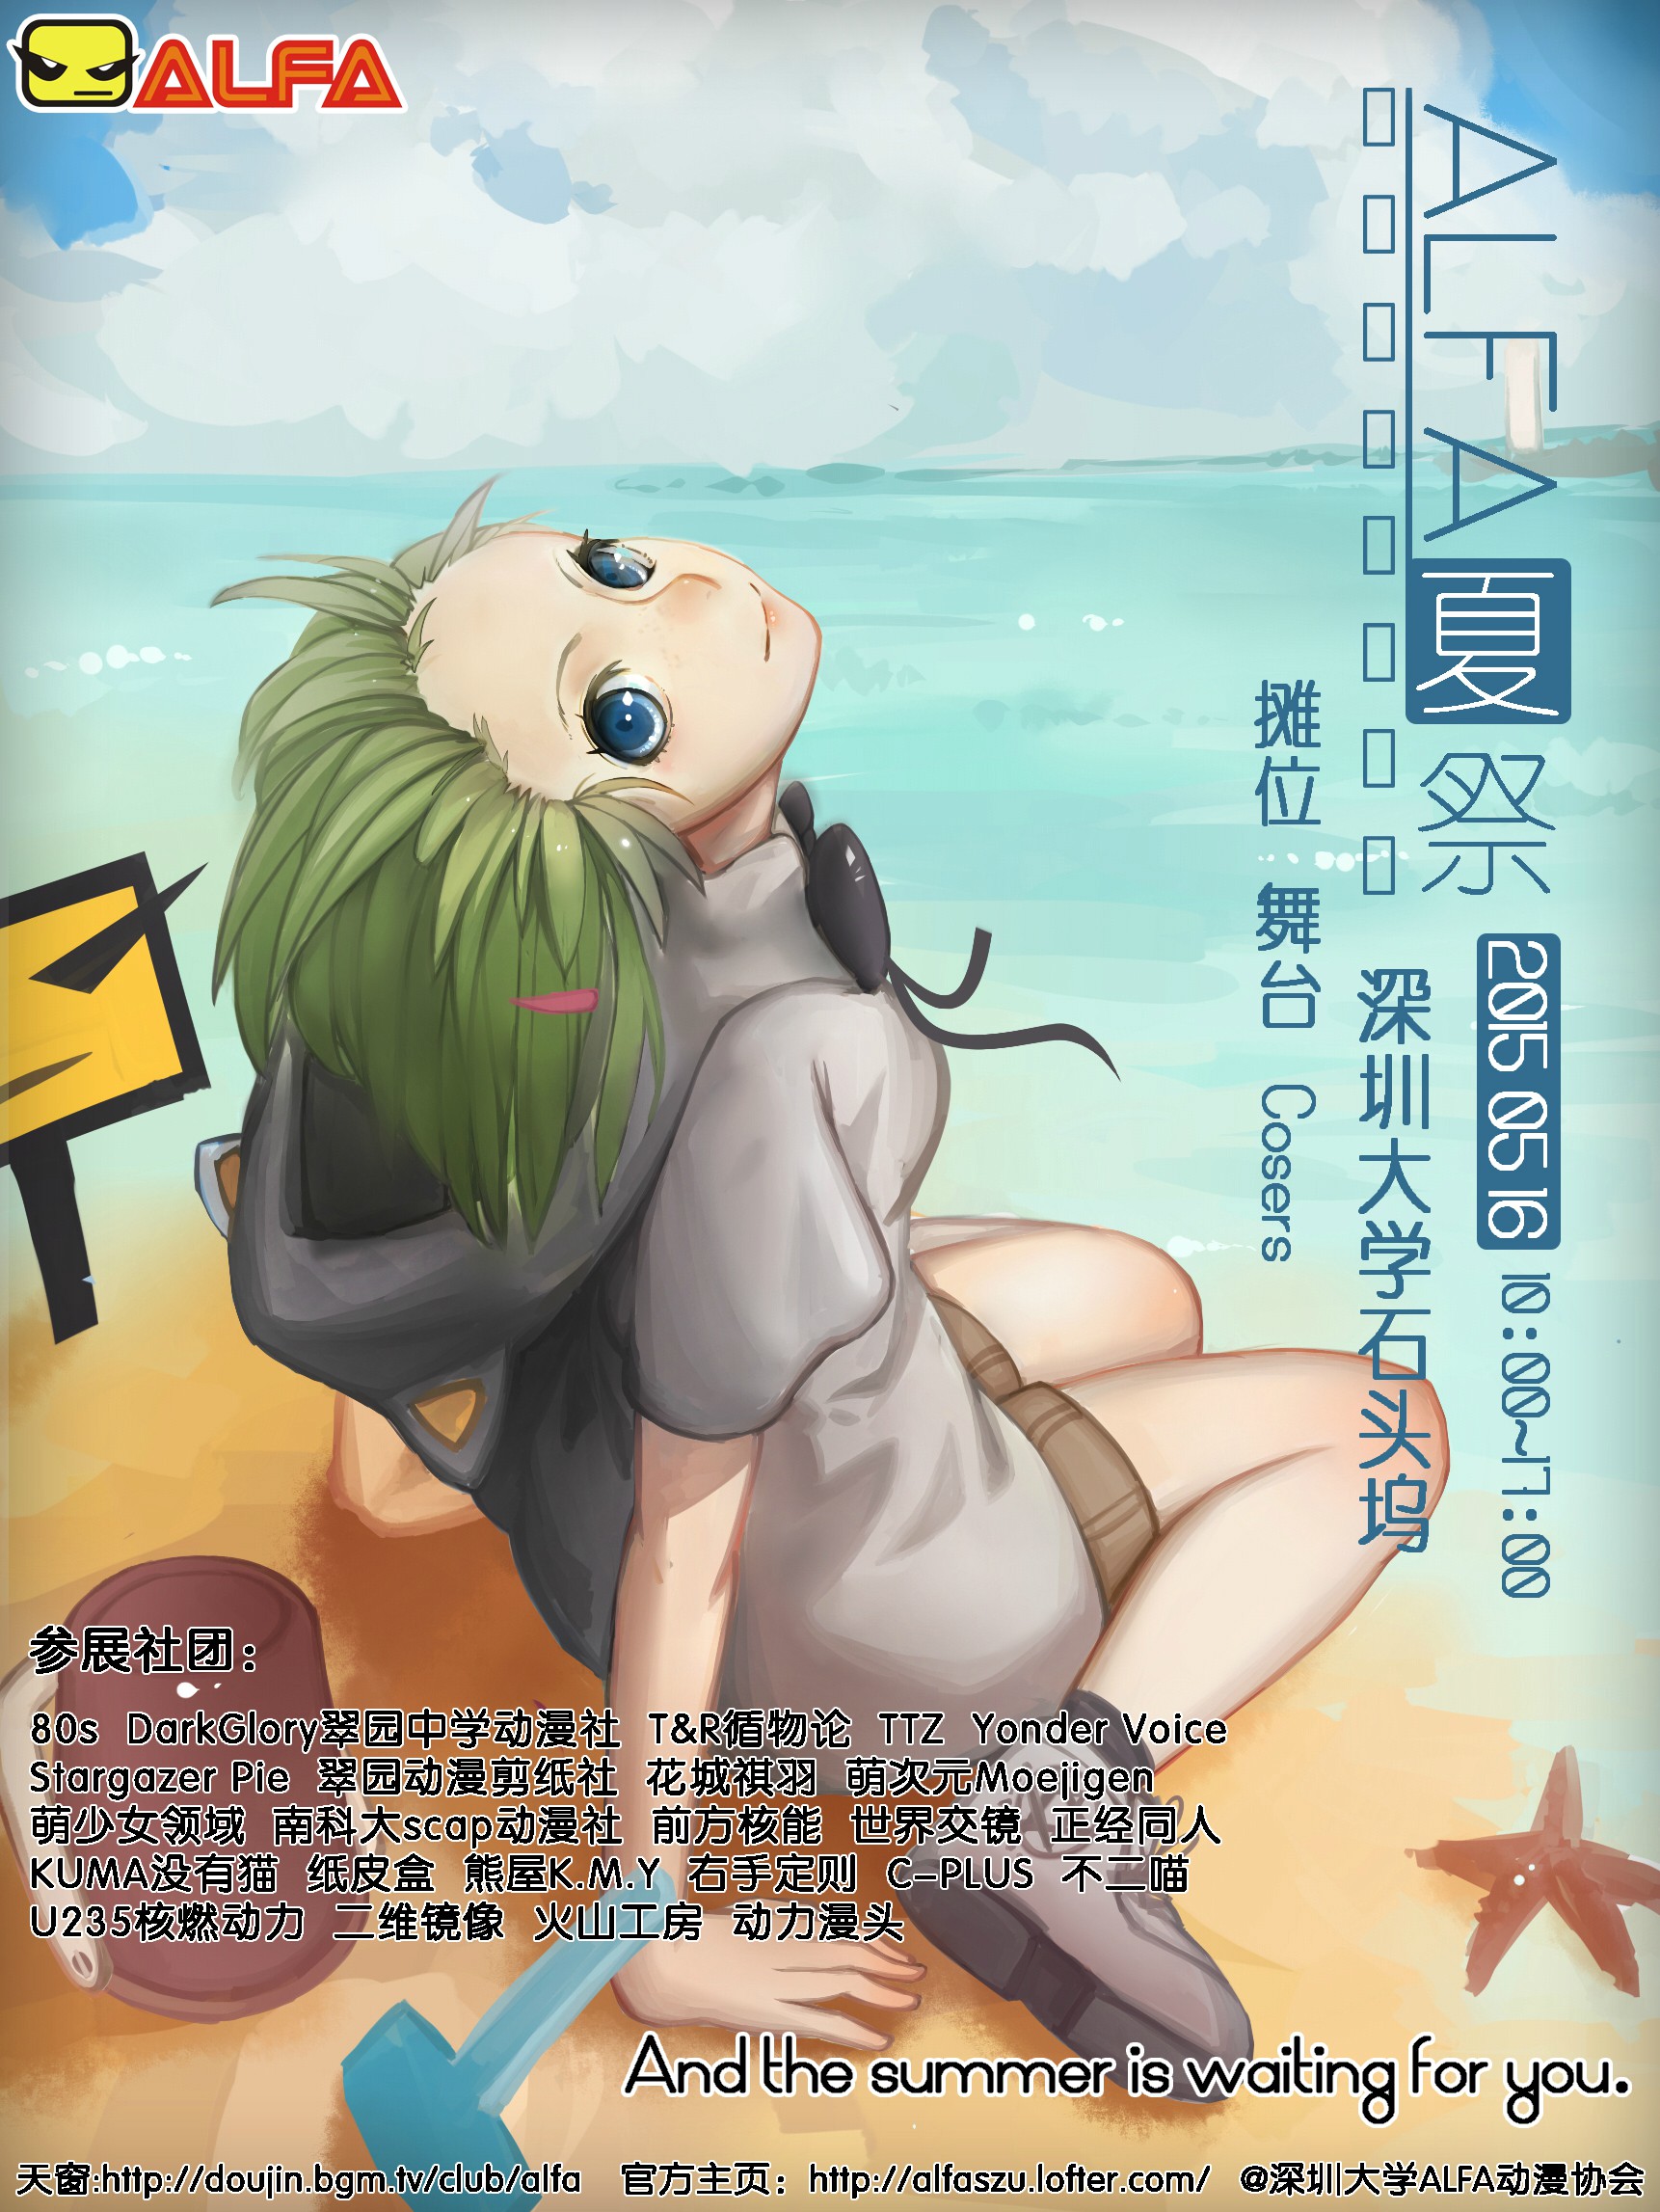 ALFA
ALFA夏祭
2015 05 16 10:00~17:00
深圳大学石头坞
摊位 舞台 Cosers
参展社团：
80s DarkGlory翠园中学动漫社 T&R循物论 TTZ Yonder Voice
Stargazer Pie 翠园动漫剪纸社 花城祺羽 萌次元Moejigen
萌少女领域 南科大scap动漫社 前方核能 世界交镜 正经同人
KUMA没有猫 纸皮盒 熊屋K.M.Y 右手定则 C-PLUS 不二喵
U235核燃动力 二维镜像 火山工房 动力漫头
And the summer is waiting for you.
天窗:http://doujin.bgm.tv/club/alfa 官方主页：http://alfaszu.lofter.com/ @深圳大学ALFA动漫协会